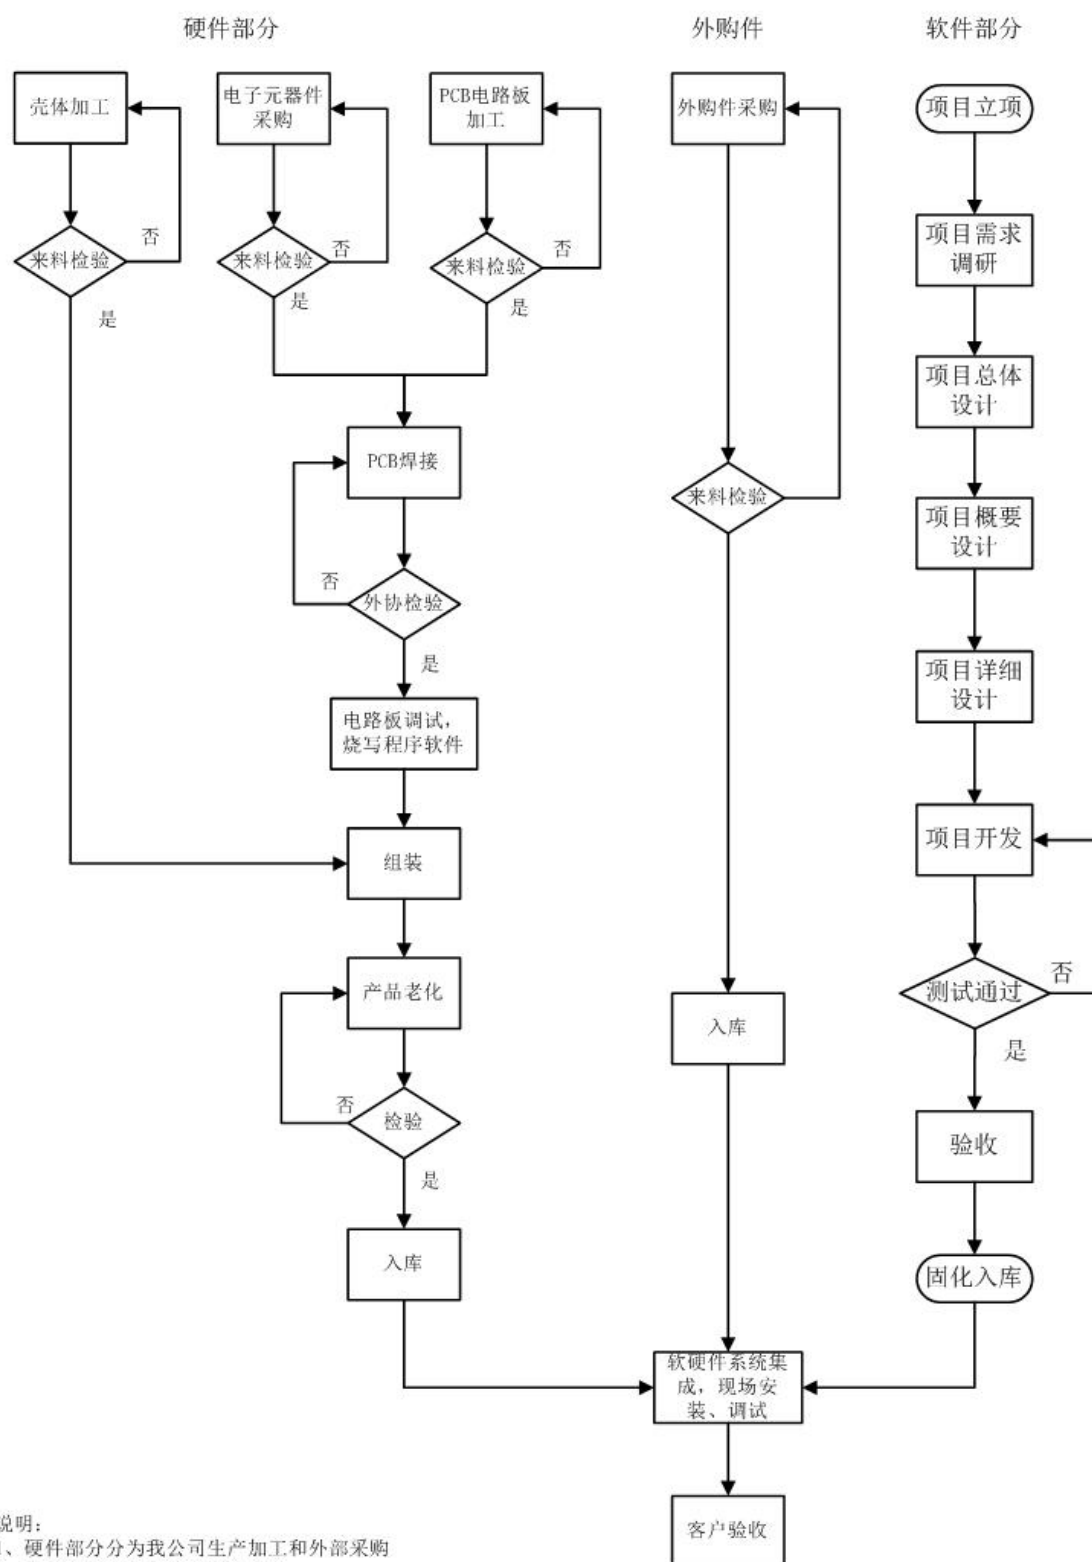 硬件部分
外购件
软件部分
壳体加工
电子元器件
采购
PCB电路板
加工
外购件采购
项目立项
来料检验
否
是
来料检验
否
是
来料检验
否
是
项目需求
调研
项目总体
设计
PCB焊接
来料检验
项目概要
设计
否
外协检验
是
项目详细
设计
电路板调试，
烧写程序软件
组装
项目开发
产品老化
测试通过
否
是
入库
否
检验
是
验收
入库
固化入库
软硬件系统集
成，现场安
装、调试
客户验收
说明：
、硬件部分分为我公司生产加工和外部采购